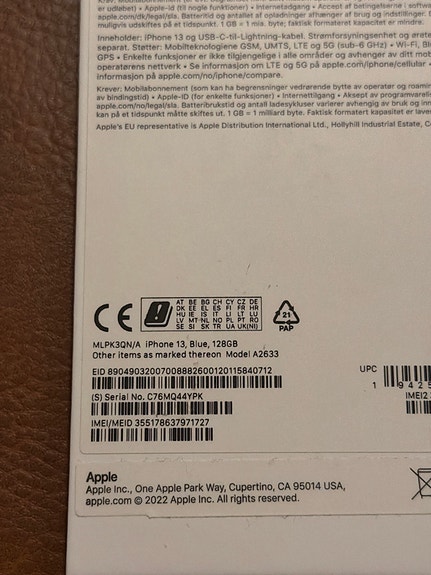 er udløbet) • Apple-id (til nogle funktioner) • Internetadgang • Accept af betingelserne i softwa
apple.com/dk/legal/sla. Batteritid og antallet af opladninger afhænger af brug og indstillinger.
muligvis udskiftes på et tidspunkt. 1 GB = 1 mia. byte; faktisk formateret kapacitet er mindre.
Inneholder: iPhone 13 og USB-C-til-Lightning-kabel. Strømforsyningsenhet og ørete
separat. Støtter: Mobilteknologiene GSM, UMTS, LTE og 5G (sub-6 GHz) • Wi-Fi, Bl
GPS • Enkelte funksjoner er ikke tilgjengelige i alle områder og avhenger av ditt mob
operatørens nettverk • Se informasjon om LTE og 5G på apple.com/iphone/cellular •
informasjon på apple.com/no/iphone/compare.
Krever: Mobilabonnement (som kan ha begrensninger vedrørende bytte av operatør og roamin
av bindingstid) • Apple-ID (for enkelte funksjoner) • Internettilgang • Aksept av programvarelis
apple.com/no/legal/sla. Batteribrukstid og antall ladesykluser varierer avhengig av bruk og inn
kan på et tidspunkt måtte skiftes ut. 1 GB = 1 milliard byte. Faktisk formatert kapasitet er lave
Apple's EU representative is Apple Distribution International Ltd., Hollyhill Industrial Estate, C
CE
AT BE BG CH CY CZ DE
DK EE EL ES FI FR HR
HU IE IS IT LI LT LU
LV MT NL NO PL PT RO
SE SI SK TR UA UK(NI)
21
PAP
MLPK3QN/A iPhone 13, Blue, 128GB
Other items as marked thereon Model A2633
EID 89049032007008882600120115840712
(S) Serial No. C76MQ44YPK
IMEI/MEID 355178637971727
UPC
1 9425
IMEI2
Apple
Apple Inc., One Apple Park Way, Cupertino, CA 95014 USA,
apple.com © 2022 Apple Inc. All rights reserved.